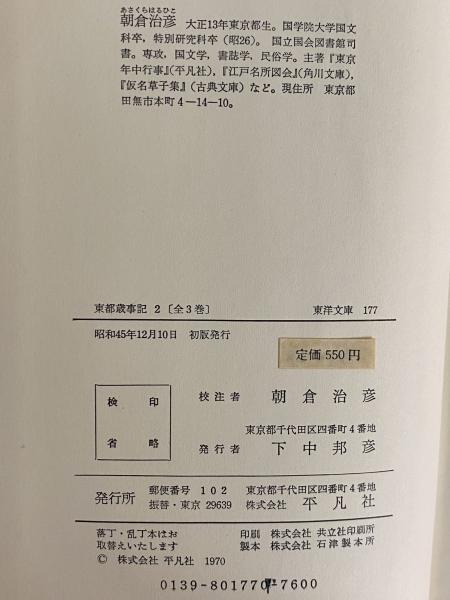 あさくらはるひこ
朝倉治彦 大正13年東京都生。国学院大学国文
科卒，特別研究科卒（昭26）。 国立国会図書館司
書。専攻，国文学，書誌学，民俗学。主著『東京
年中行事』（平凡社），『江戸名所図会』（角川文庫），
『仮名草子集』（古典文庫）など。現住所 東京都
田無市本町4―14―10。
東都歳事記 2〔全3巻〕 東洋文庫 177
昭和45年12月10日 初版発行
定価 550円
検印
省略
校注者 朝倉治彦
東京都千代田区四番町4番地
発行者 下中邦彦
発行所 郵便番号 102 東京都千代田区四番町4番地
振替・東京 29639 株式会社 平凡社
落丁・乱丁本はお 印刷 株式会社 共立社印刷所
取替えいたします 製本 株式会社 石津製本所
© 株式会社 平凡社 1970
0139-801770-7600